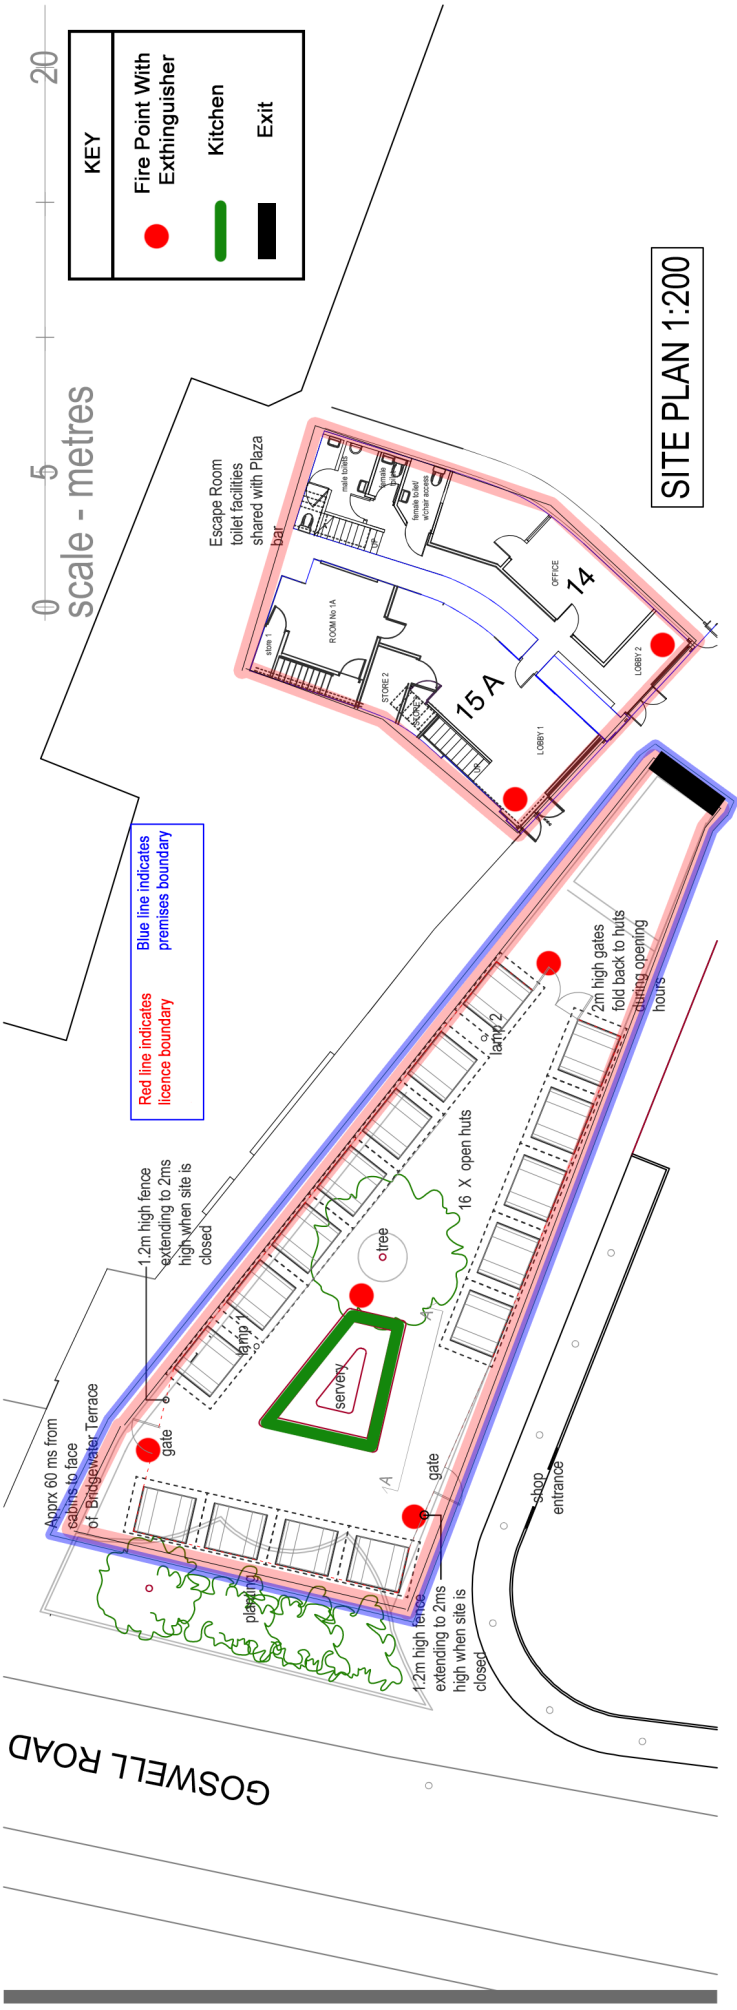 GOSWELL ROAD
Apprx 60 ms from
cabins to face
of Bridgewater Terrace
planting
gate
1.2m high fence
extending to 2ms
high when site is
closed
1.2m high fence
extending to 2ms
high when site is
closed
gate
A
A
servery
lamp 1
tree
16 X open huts
lamp 2
shop
entrance
2m high gates
fold back to huts
during opening
hours
Red line indicates
licence boundary
Blue line indicates
premises boundary
Escape Room
toilet facilities
shared with Plaza
bar
store 1
ROOM No 1A
STORE 2
STORE
UP
UP
15 A
LOBBY 1
LOBBY 2
OFFICE
14
male toilets
female
female toilet/
w/chair access
0
5
20
scale - metres
KEY
Fire Point With
Exthinguisher
Kitchen
Exit
SITE PLAN 1:200